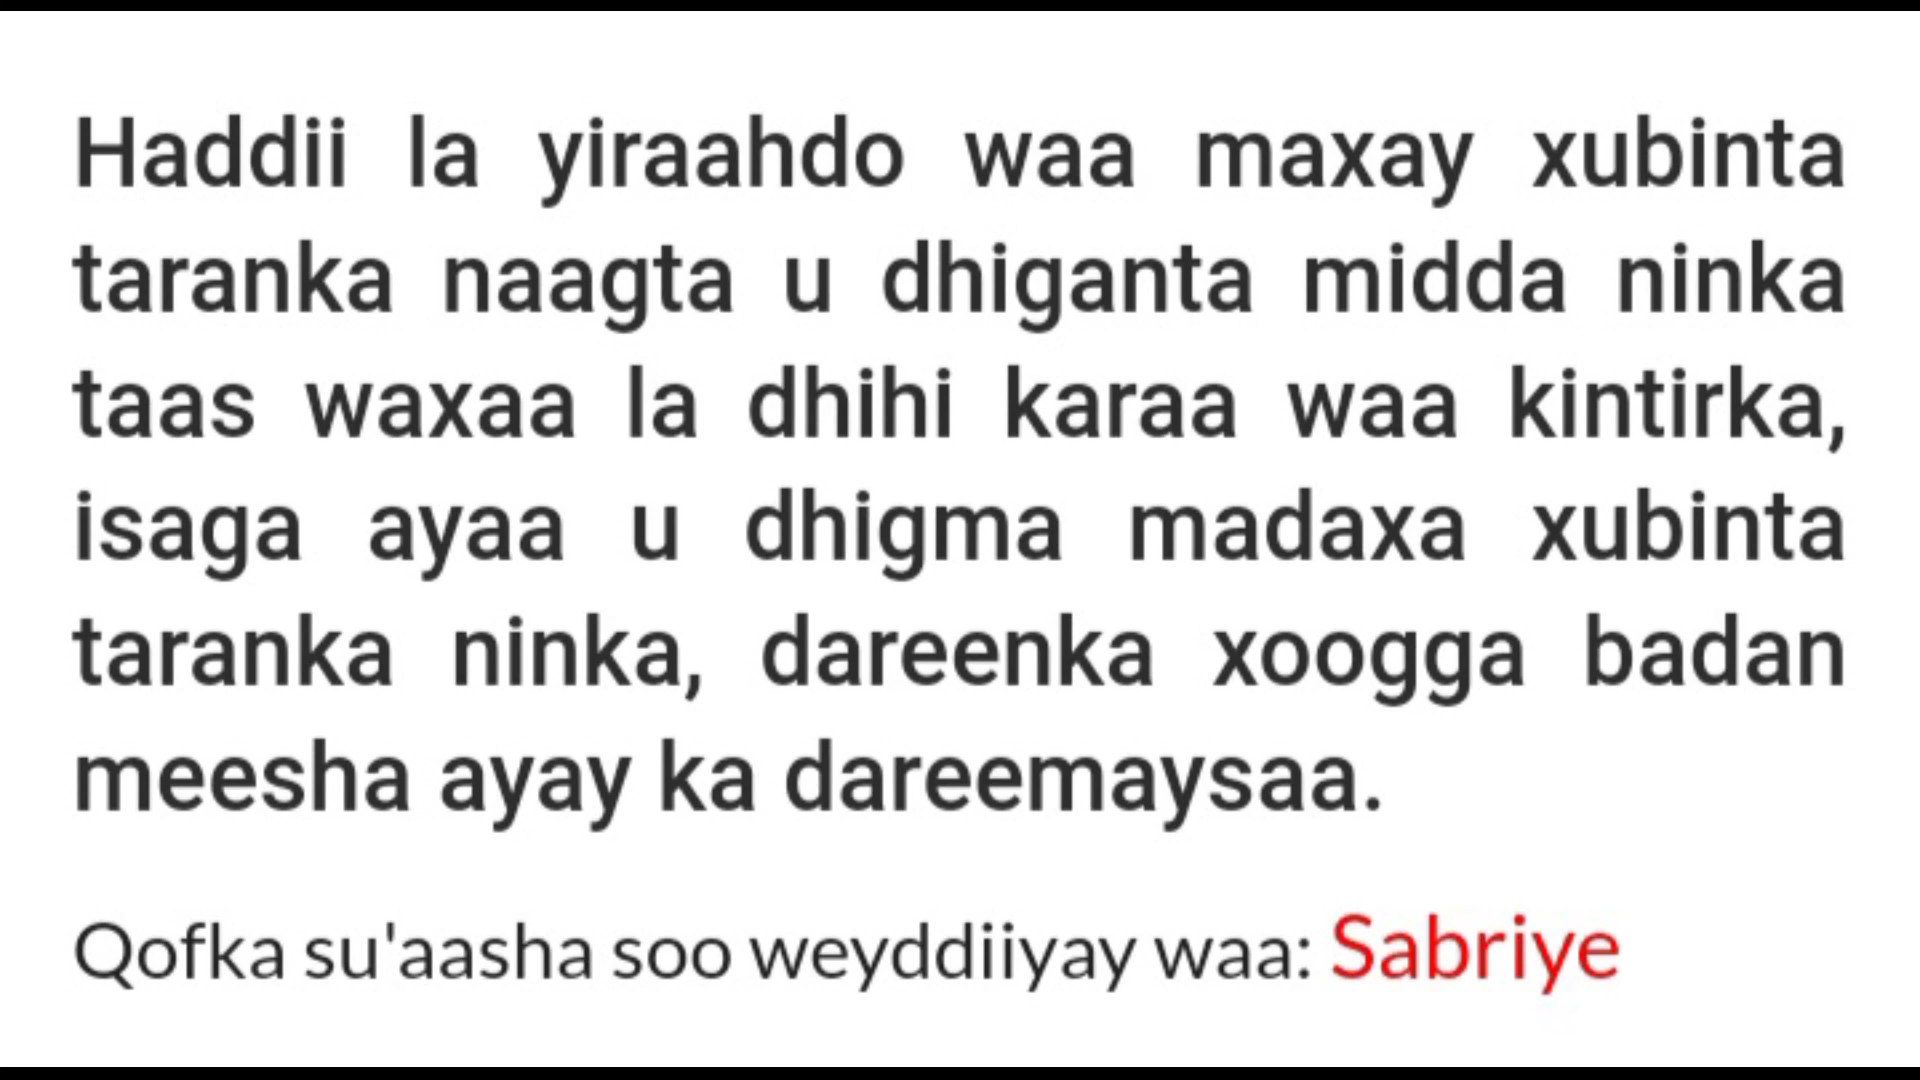 Haddii la yiraahdo waa maxay xubinta
taranka naagta u dhiganta midda ninka
taas waxaa la dhihi karaa waa kintirka,
isaga ayaa u dhigma madaxa xubinta
taranka ninka, dareenka xoogga badan
meesha ayay ka dareemaysaa.
Qofka su'aasha soo weyddiiyay waa: Sabriye